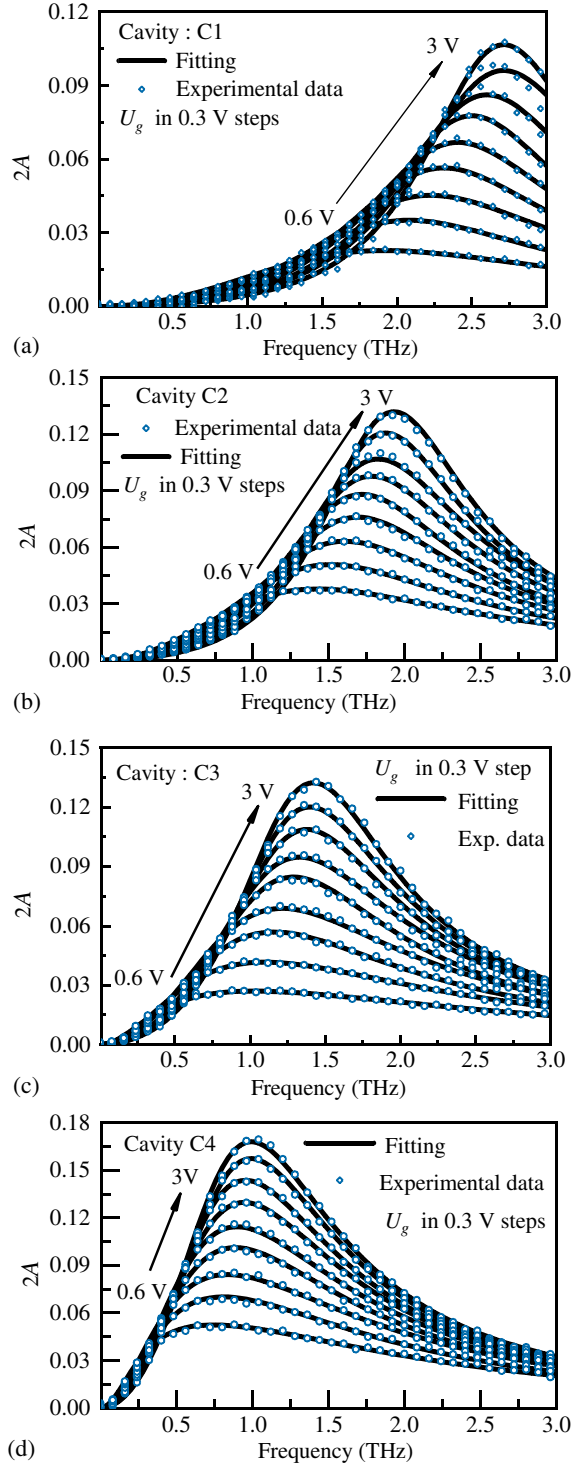 0.12
Cavity : C1
3 V
Fitting
0.09
Experimental data
U_g in 0.3 V steps
2A
0.06
0.6 V
0.03
0.00
0.5 1.0 1.5 2.0 2.5 3.0
(a)
Frequency (THz)
0.15
Cavity C2
3 V
Experimental data
0.12
Fitting
U_g in 0.3 V steps
0.09
2A
0.06
0.6 V
0.03
0.00
0.5 1.0 1.5 2.0 2.5 3.0
(b)
Frequency (THz)
0.15
Cavity : C3
U_g in 0.3 V step
3 V
Fitting
0.12
Exp. data
0.09
2A
0.06
0.6 V
0.03
0.00
0.5 1.0 1.5 2.0 2.5 3.0
(c)
Frequency (THz)
0.18
Cavity C4
Fitting
0.15
3V
Experimental data
0.12
U_g in 0.3 V steps
2A
0.09
0.6 V
0.06
0.03
0.00
0.5 1.0 1.5 2.0 2.5 3.0
(d)
Frequency (THz)